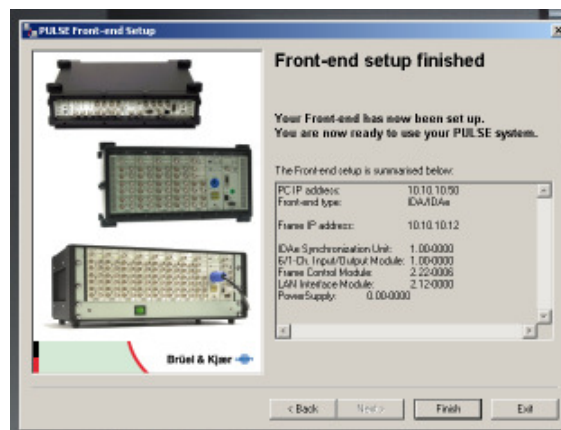 PULSE Front-end Setup
Front-end setup finished
Your Front-end has now been set up.
You are now ready to use your PULSE system.
The Front-end setup is summarised below:
PC IP address: 10.10.10.50
Front-end type: IDA/IDAe
Frame IP address: 10.10.10.12
IDAe Synchronization Unit: 1.00-0000
6/1-Ch. Input/Output Module: 1.00-0000
Frame Control Module: 2.22-0006
LAN Interface Module: 2.12-0000
PowerSupply: 0.00-0000
Brüel & Kjær
< Back
Next >
Finish
Exit